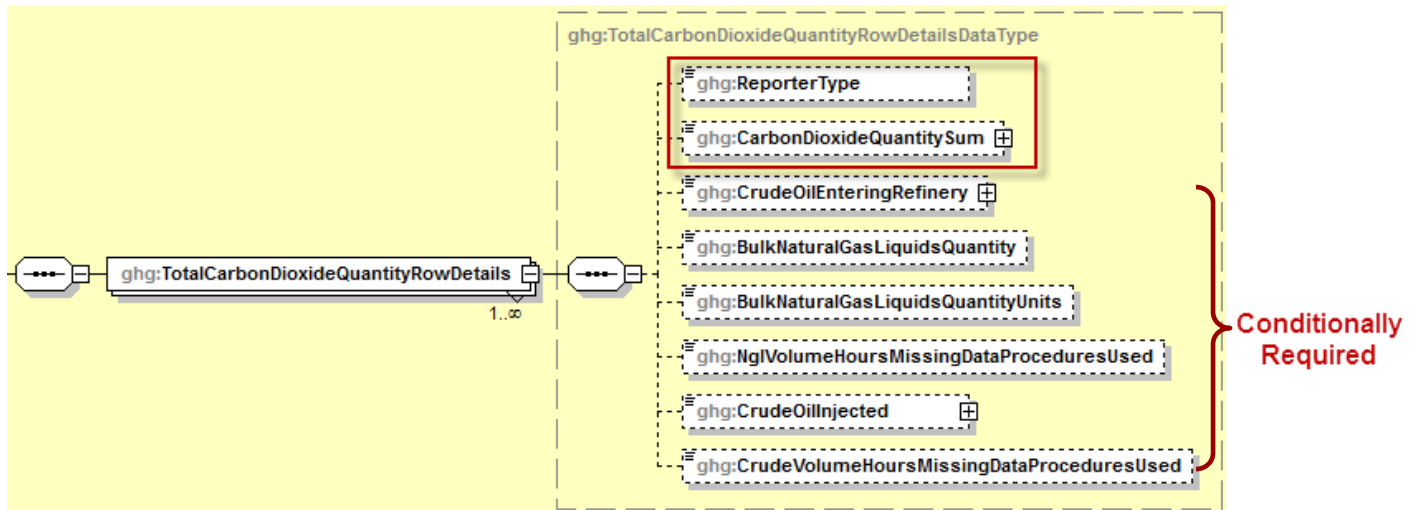 ghg:TotalCarbonDioxideQuantityRowDetailsDataType
ghg:ReporterType
ghg:CarbonDioxideQuantitySum
ghg:CrudeOilEnteringRefinery
ghg:BulkNaturalGasLiquidsQuantity
ghg:TotalCarbonDioxideQuantityRowDetails
1..∞
ghg:BulkNaturalGasLiquidsQuantityUnits
ghg:NglVolumeHoursMissingDataProceduresUsed
ghg:CrudeOilInjected
ghg:CrudeVolumeHoursMissingDataProceduresUsed
Conditionally
Required